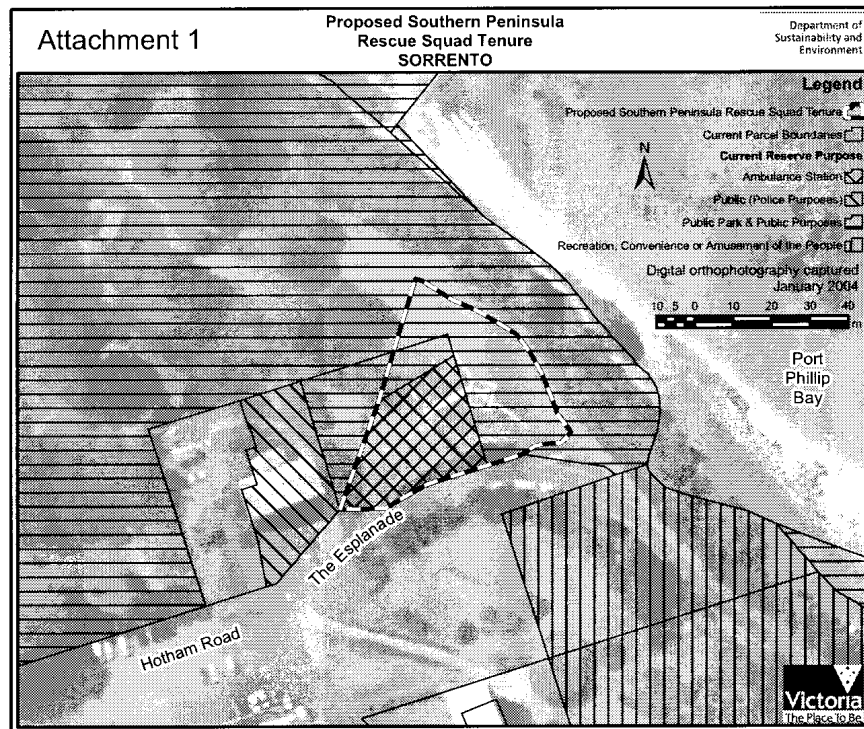 Attachment 1
Proposed Southern Peninsula
Rescue Squad Tenure
SORRENTO
Department of
Sustainability and
Environment
Legend
Proposed Southern Peninsula Rescue Squad Tenure
Current Parcel Boundaries
Current Reserve Purpose
Ambulance Station
Public (Police Purposes)
Public Park & Public Purposes
Recreation, Convenience or Amusement of the People
Digital orthophotography captured
January 2004
N
10 5 0 10 20 30 40
m
Port
Phillip
Bay
The Esplanade
Hotham Road
Victoria
The Place To Be